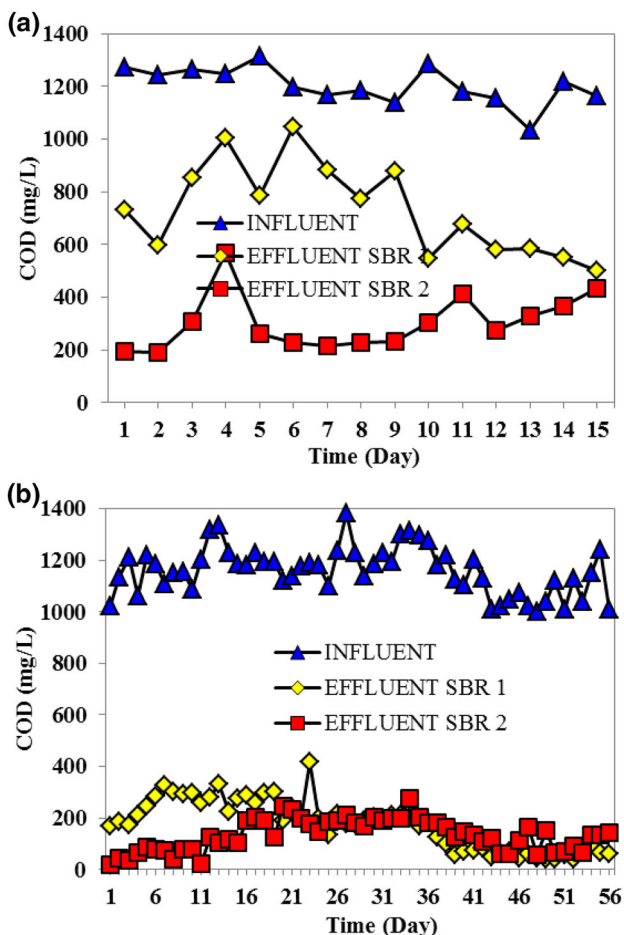 (a)
1400
1200
1000
800
600
400
200
0
COD (mg/L)
INFLUENT
EFFLUENT SBR
EFFLUENT SBR 2
1 2 3 4 5 6 7 8 9 10 11 12 13 14 15
Time (Day)
(b)
1400
1200
1000
800
600
400
200
0
COD (mg/L)
INFLUENT
EFFLUENT SBR 1
EFFLUENT SBR 2
1 6 11 16 21 26 31 36 41 46 51 56
Time (Day)